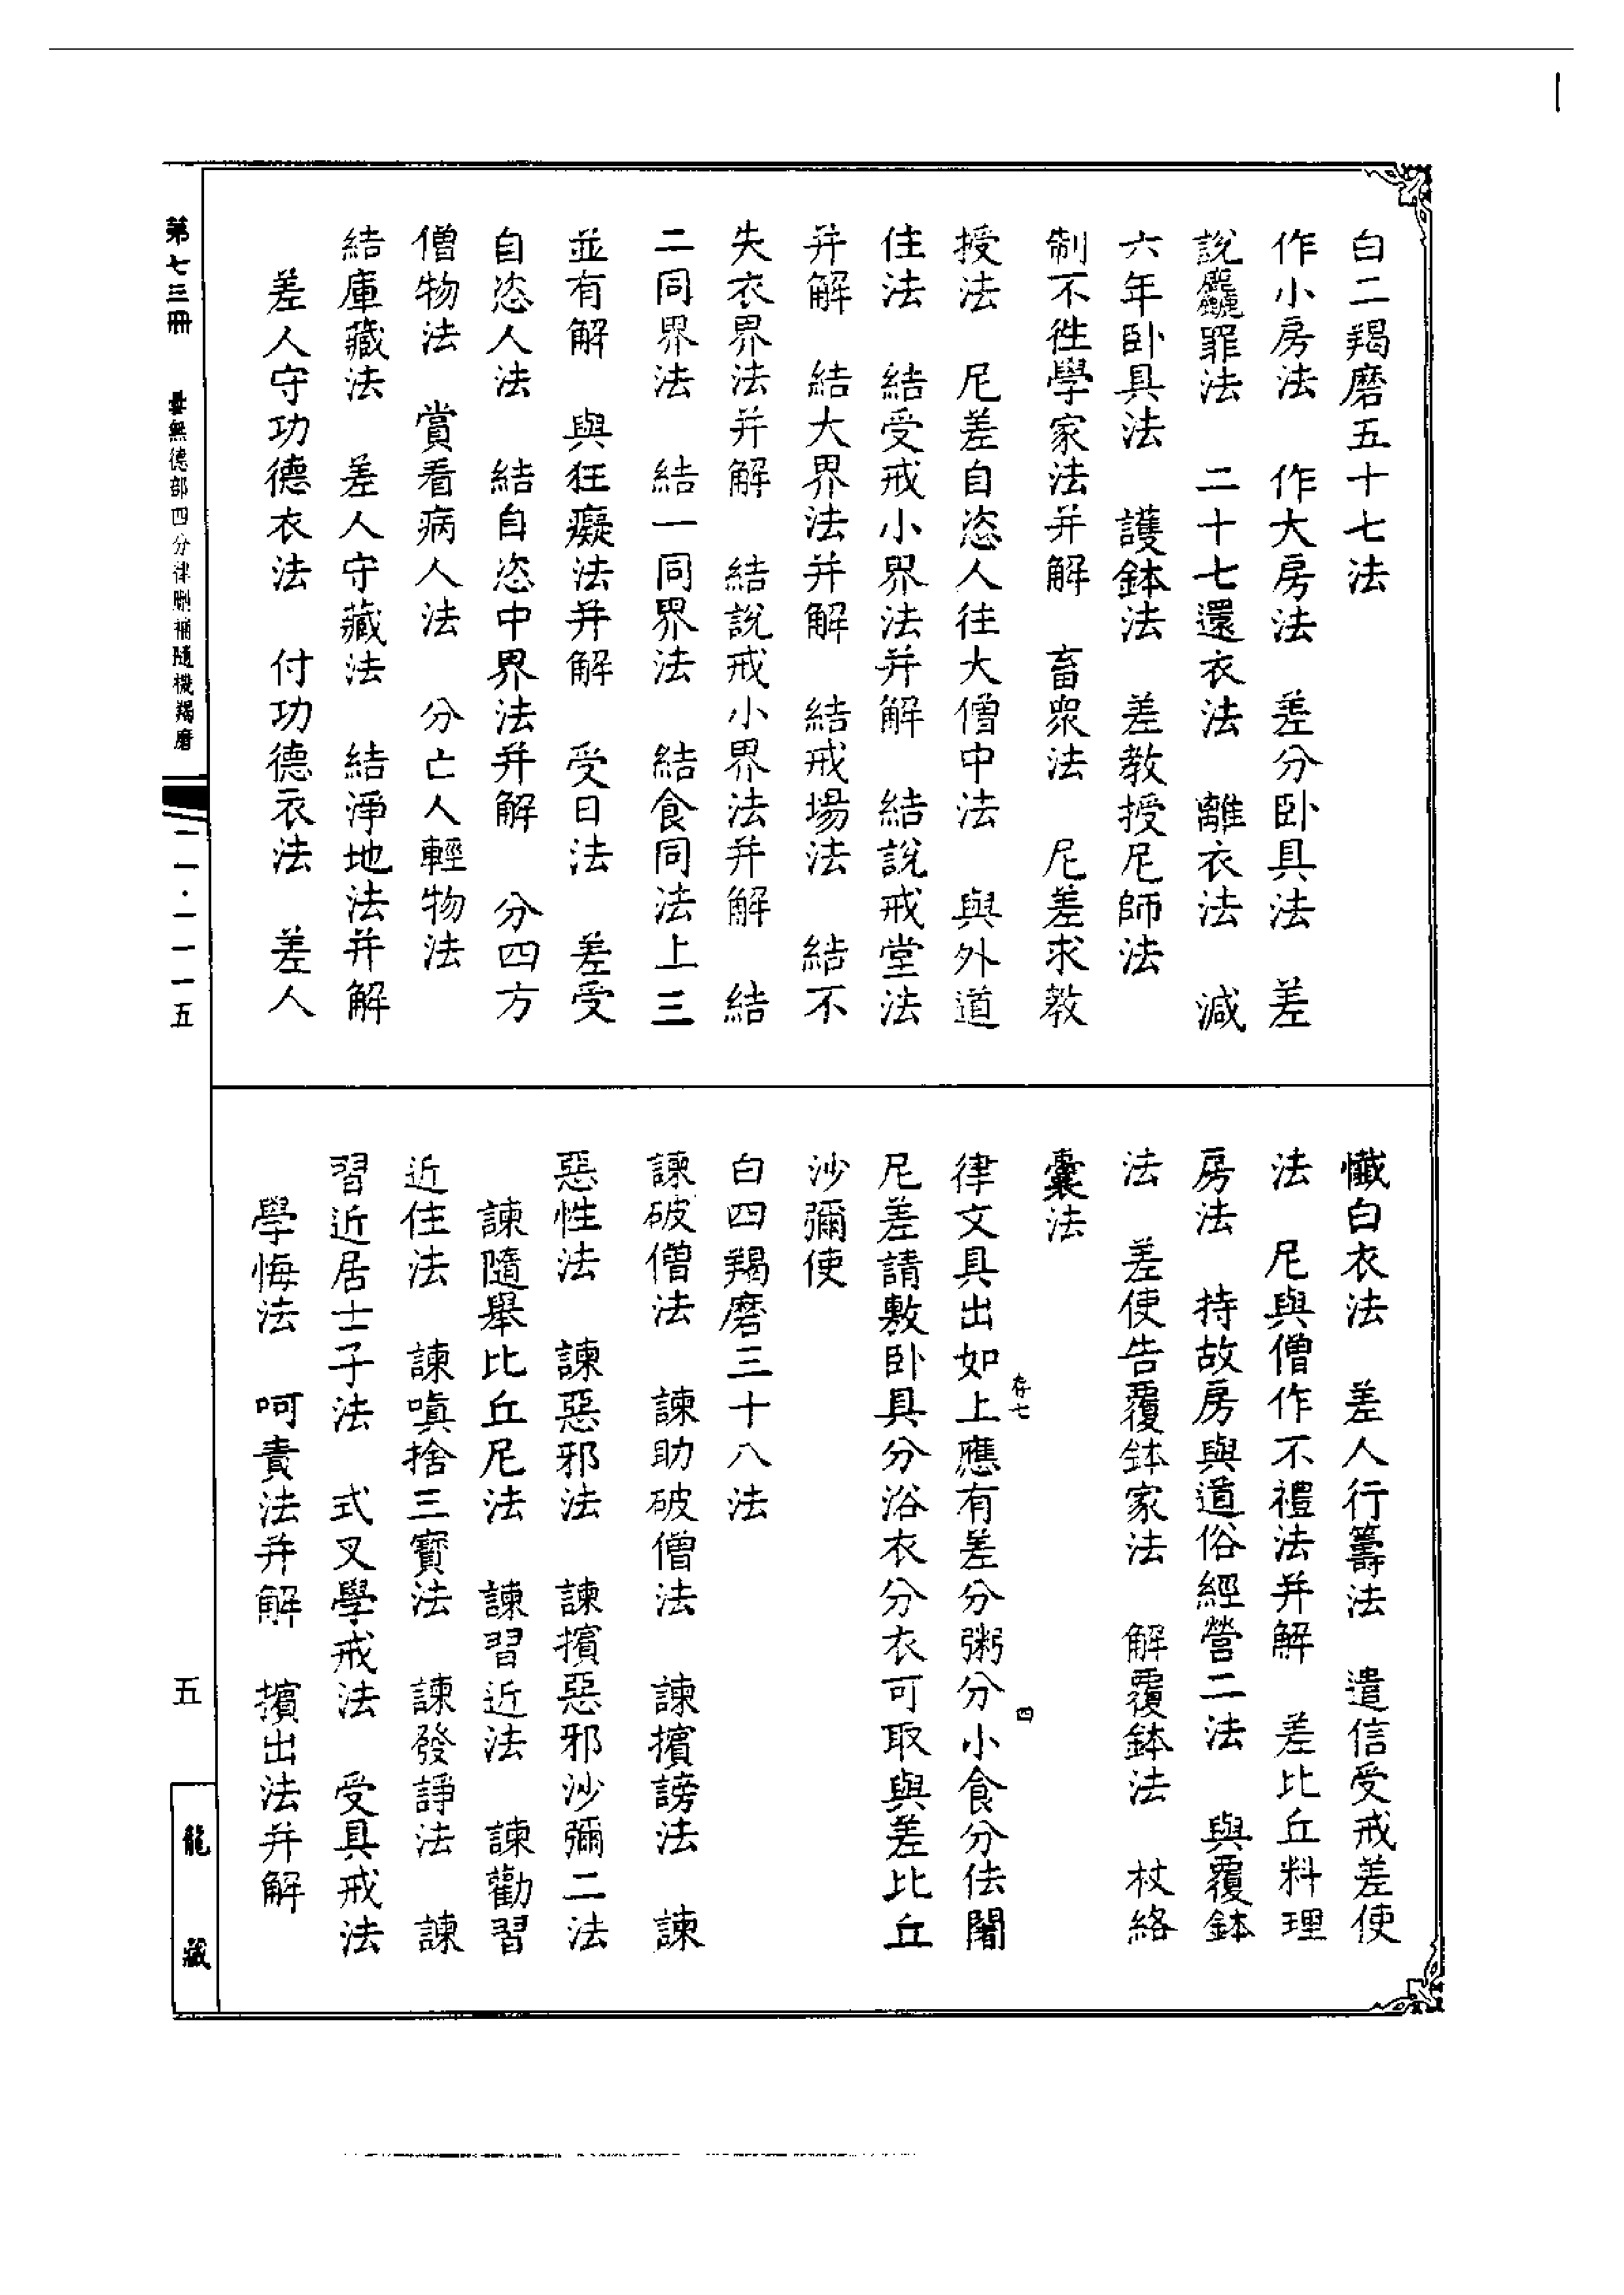 白二羯磨五十七法
作小房法　作大房法　差分卧具法　差
說麤罪法　二十七還衣法　離衣法　減
六年卧具法　護鉢法　差教授尼師法
制不徃學家法并解　畜眾法　尼差求教
授法　尼差自恣人往大僧中法　與外道
住法　結受戒小界法并解　結說戒堂法
并解　結大界法并解　結戒場法　結不
失衣界法并解　結說戒小界法并解　結
二同界法　結一同界法　結食同法上三
並有解　與狂癡法并解　受日法　差受
自恣人法　結自恣中界法并解　分四方
僧物法　賞看病人法　分亡人輕物法
結庫藏法　差人守藏法　結淨地法并解
差人守功德衣法　付功德衣法　差人
懺白衣法　差人行籌法　遣信受戒差使
法　尼與僧作不禮法并解　差比丘料理
房法　持故房與道俗經營二法　與覆鉢
法　差使告覆鉢家法　解覆鉢法　杖絡
囊法
律文具出如上應有差分粥分小食分佉闍
存七
四
尼差請敷卧具分浴衣分衣可取與差比丘
沙彌使
白四羯磨三十八法
諫破僧法　諫助破僧法　諫擯謗法　諫
惡性法　諫惡邪法　諫擯惡邪沙彌二法
諫隨舉比丘尼法　諫習近法　諫勸習
近住法　諫嗔捨三寶法　諫發諍法　諫
習近居士子法　式叉學戒法　受具戒法
學悔法　呵責法并解　擯出法并解
第七三冊　曇無德部四分律刪補隨機羯磨
一一·一一一五
五
龍藏